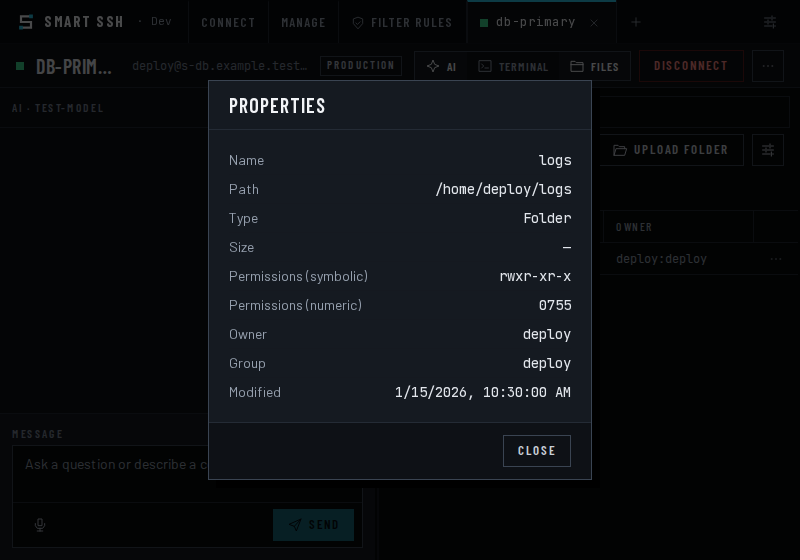 SMART SSH · Dev CONNECT MANAGE FILTER RULES db-primary
DB-PRIM… deploy@s-db.example.test… PRODUCTION AI TERMINAL FILES DISCONNECT
AI · TEST-MODEL
UPLOAD FOLDER
OWNER
deploy:deploy
PROPERTIES
Name logs
Path /home/deploy/logs
Type Folder
Size —
Permissions (symbolic) rwxr-xr-x
Permissions (numeric) 0755
Owner deploy
Group deploy
Modified 1/15/2026, 10:30:00 AM
CLOSE
MESSAGE
Ask a question or describe a c
SEND